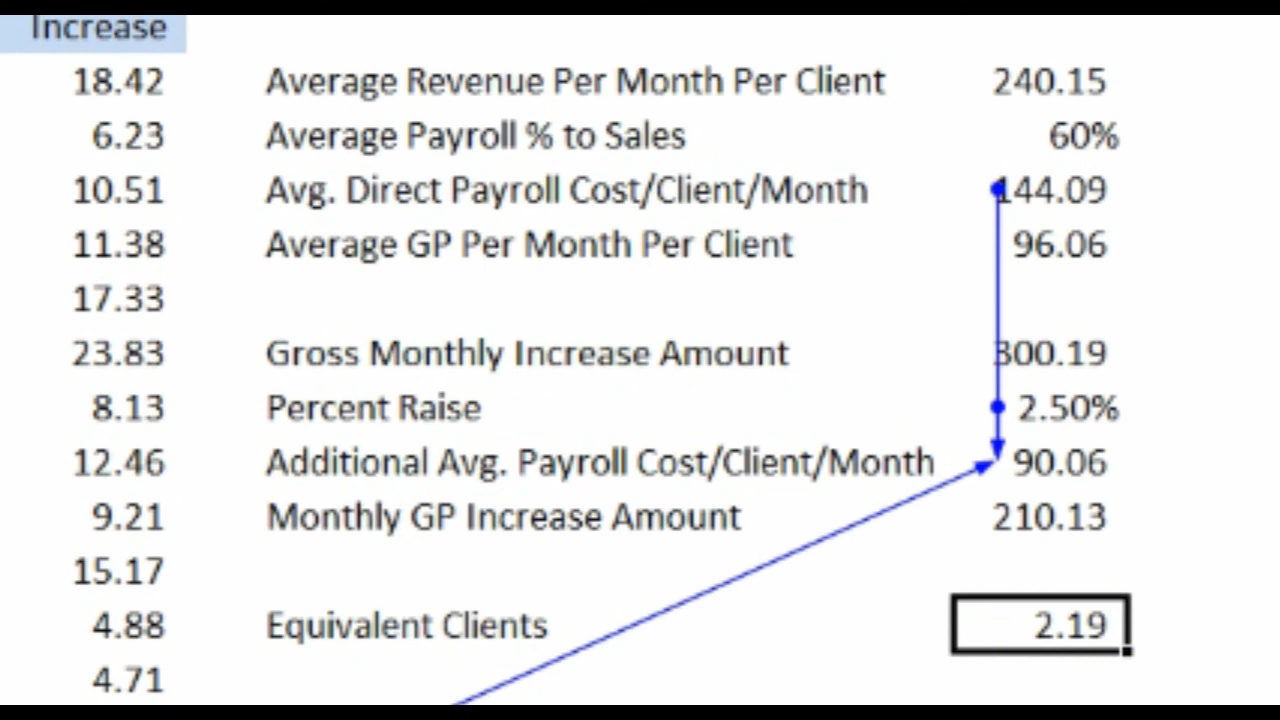 Increase
18.42 Average Revenue Per Month Per Client 240.15
6.23 Average Payroll % to Sales 60%
10.51 Avg. Direct Payroll Cost/Client/Month 144.09
11.38 Average GP Per Month Per Client 96.06
17.33
23.83 Gross Monthly Increase Amount 300.19
8.13 Percent Raise 2.50%
12.46 Additional Avg. Payroll Cost/Client/Month 90.06
9.21 Monthly GP Increase Amount 210.13
15.17
4.88 Equivalent Clients 2.19
4.71